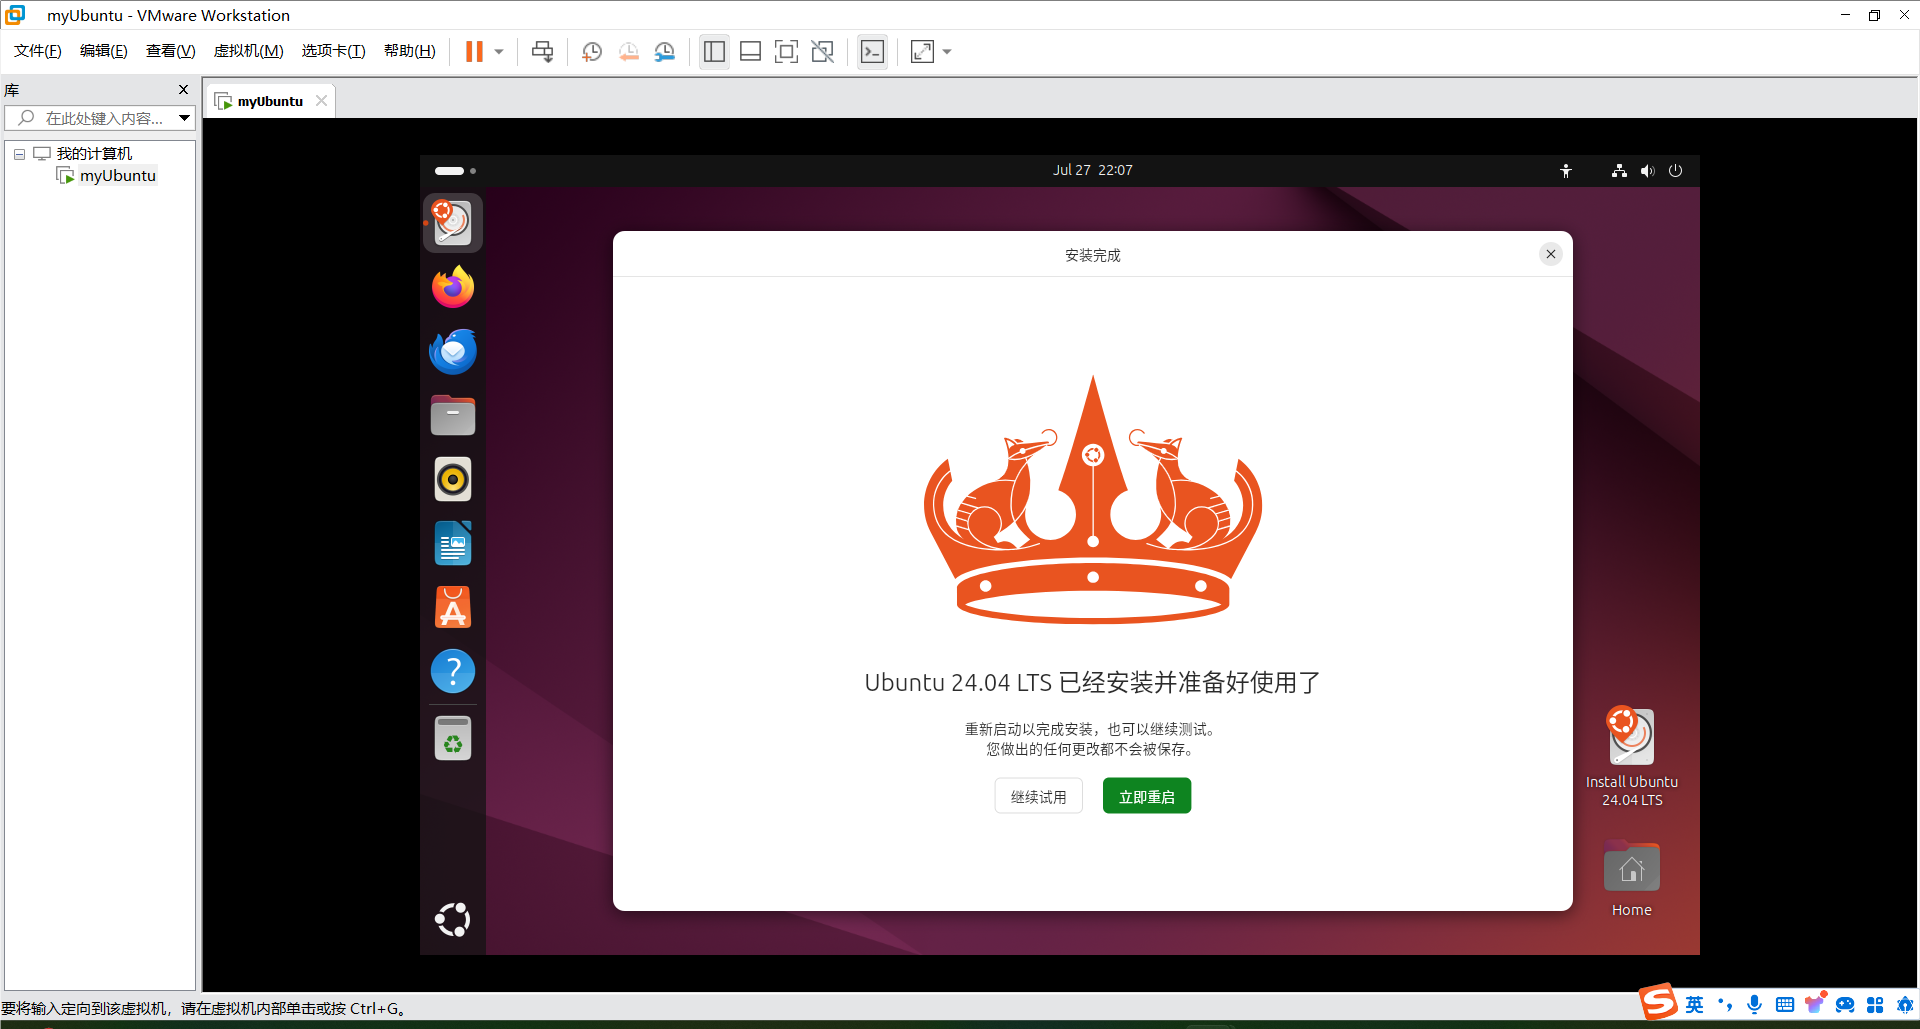 myUbuntu - VMware Workstation
文件(F) 编辑(E) 查看(V) 虚拟机(M) 选项卡(T) 帮助(H)
库
在此处键入内容...
我的计算机
myUbuntu
myUbuntu
Jul 27 22:07
安装完成
Ubuntu 24.04 LTS 已经安装并准备好使用了
重新启动以完成安装，也可以继续测试。
您做出的任何更改都不会被保存。
继续试用 立即重启
Install Ubuntu
24.04 LTS
Home
要将输入定向到该虚拟机，请在虚拟机内部单击或按 Ctrl+G。
英